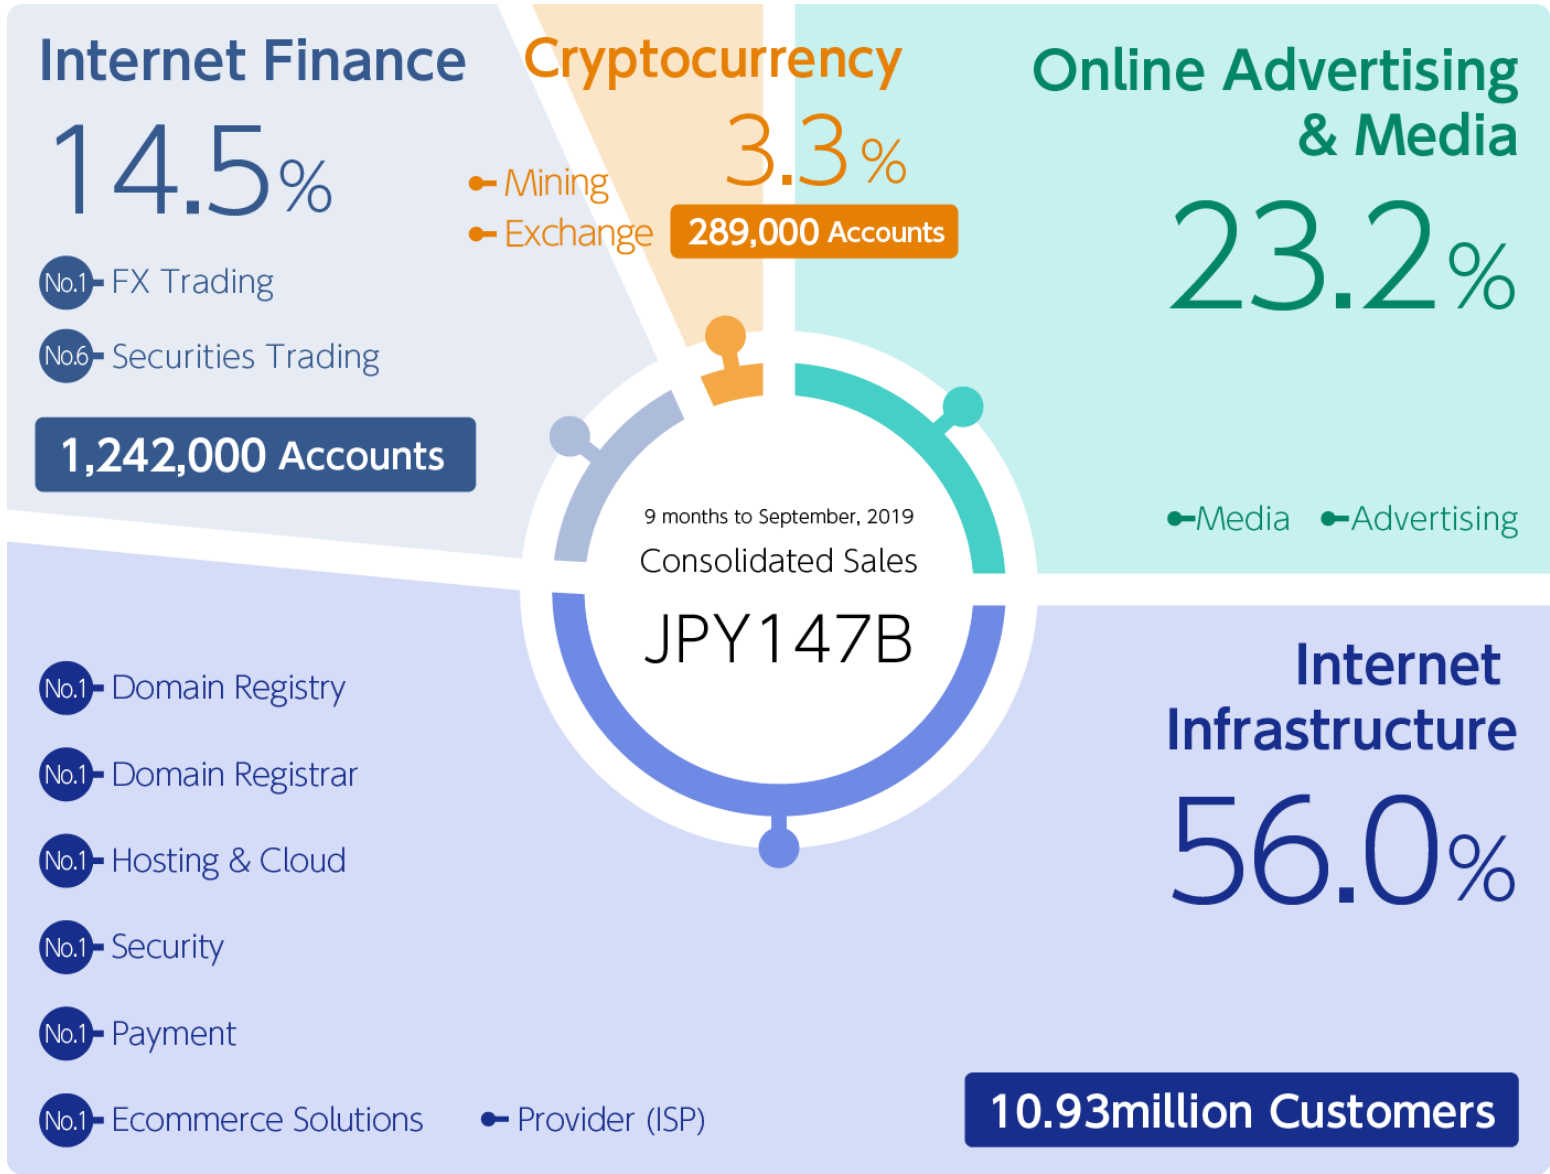 Internet Finance
14.5%
No.1 FX Trading
No.6 Securities Trading
1,242,000 Accounts
Cryptocurrency
3.3%
Mining
Exchange
289,000 Accounts
Online Advertising
& Media
23.2%
Media Advertising
9 months to September, 2019
Consolidated Sales
JPY147B
Internet
Infrastructure
56.0%
No.1 Domain Registry
No.1 Domain Registrar
No.1 Hosting & Cloud
No.1 Security
No.1 Payment
No.1 Ecommerce Solutions
Provider (ISP)
10.93million Customers